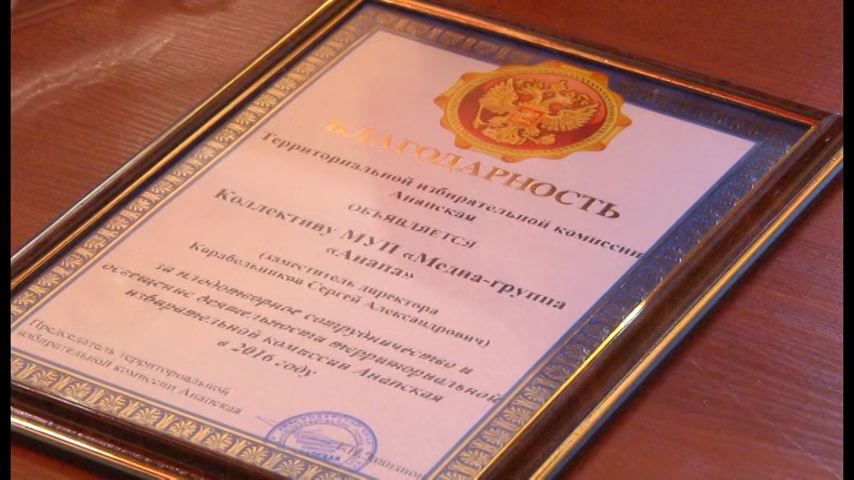 БЛАГОДАРНОСТЬ
Территориальной избирательной комиссии
Анапская
ОБЪЯВЛЯЕТСЯ
Коллективу МУП «Медиа-группа
«Анапа»
(заместитель директора
Корабельников Сергей Александрович)
за плодотворное сотрудничество в
освещение деятельности территориальной
избирательной комиссии Анапская
в 2016 году
Председатель территориальной
избирательной комиссии Анапская